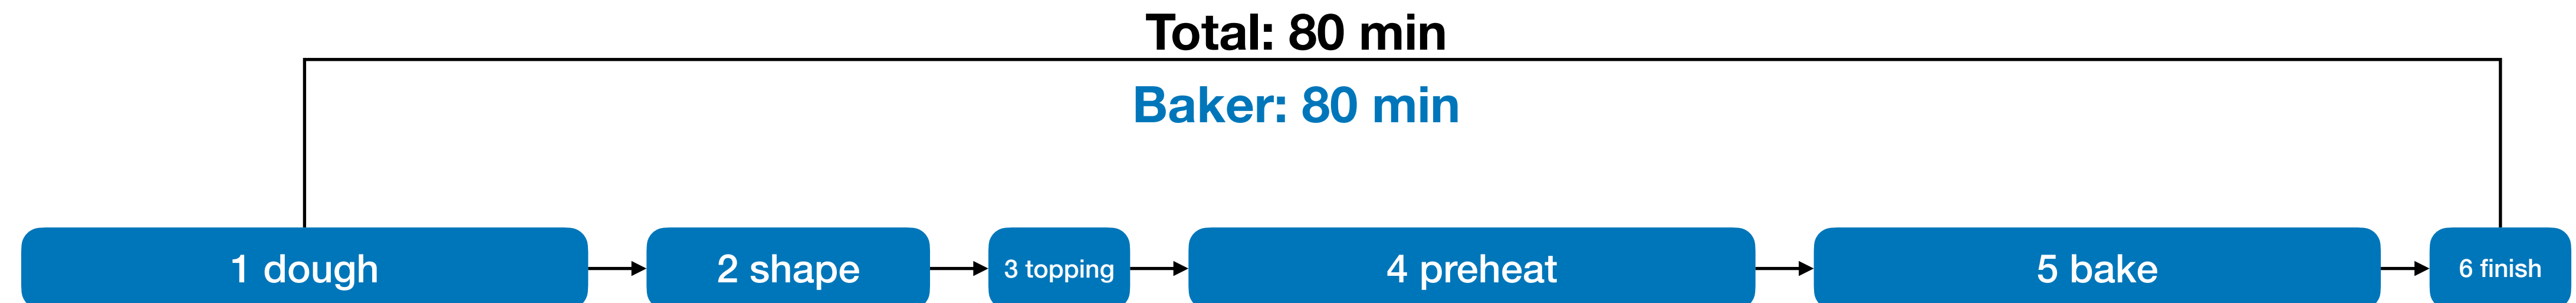 Total: 80 min
Baker: 80 min
1 dough
2 shape
3 topping
4 preheat
5 bake
6 finish